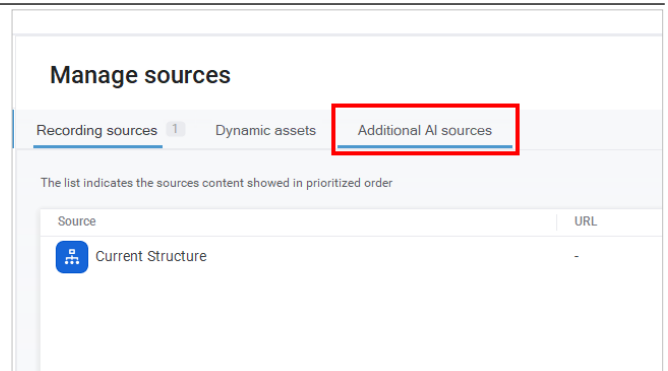 Manage sources
Recording sources 1 Dynamic assets Additional AI sources
The list indicates the sources content showed in prioritized order
Source URL
Current Structure -